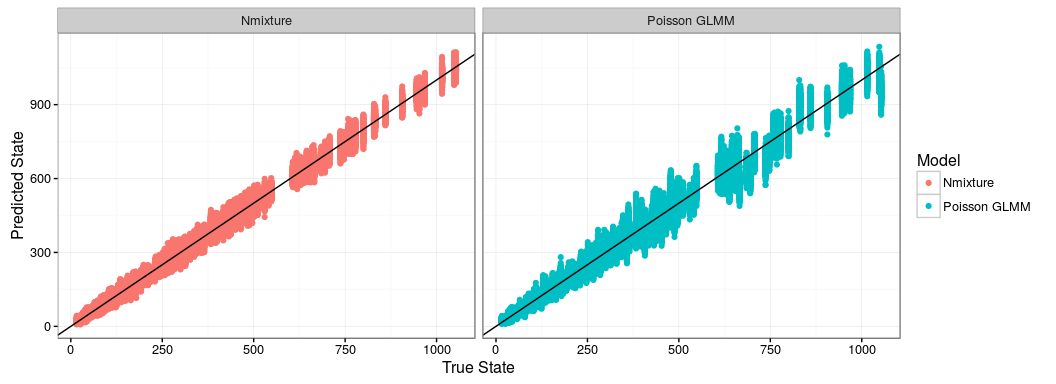 Nmixture
Poisson GLMM
Predicted State
900
600
300
0
0 250 500 750 1000
0 250 500 750 1000
True State
Model
Nmixture
Poisson GLMM